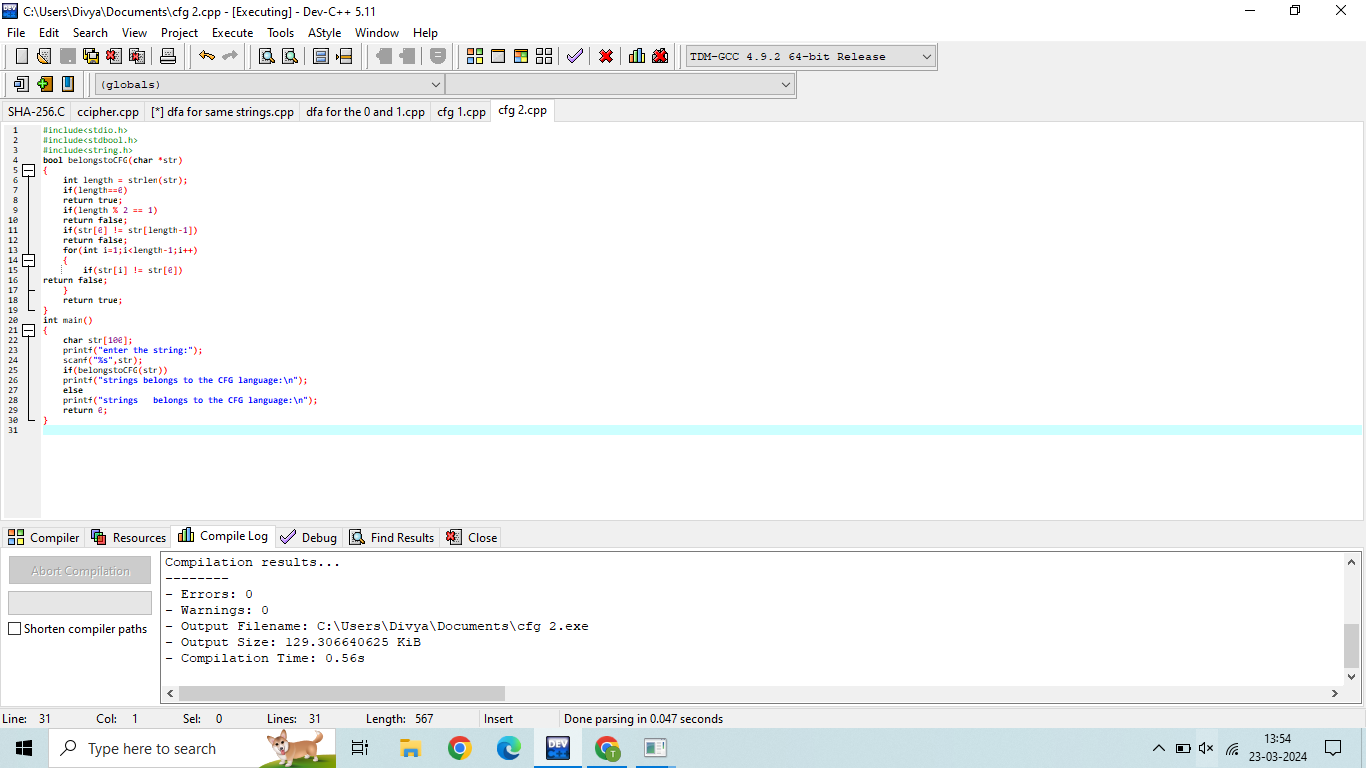 C:\Users\Divya\Documents\cfg 2.cpp - [Executing] - Dev-C++ 5.11
File Edit Search View Project Execute Tools AStyle Window Help
TDM-GCC 4.9.2 64-bit Release
(globals)
SHA-256.C ccipher.cpp [*] dfa for same strings.cpp dfa for the 0 and 1.cpp cfg 1.cpp cfg 2.cpp
1 #include<stdio.h>
2 #include<stdbool.h>
3 #include<string.h>
4 bool belongstoCFG(char *str)
5 {
6 int length = strlen(str);
7 if(length==0)
8 return true;
9 if(length % 2 == 1)
10 return false;
11 if(str[0] != str[length-1])
12 return false;
13 for(int i=1;i<length-1;i++)
14 {
15 if(str[i] != str[0])
16 return false;
17 }
18 return true;
19 }
20 int main()
21 {
22 char str[100];
23 printf("enter the string:");
24 scanf("%s",str);
25 if(belongstoCFG(str))
26 printf("strings belongs to the CFG language:\n");
27 else
28 printf("strings   belongs to the CFG language:\n");
29 return 0;
30 }
31
Compiler Resources Compile Log Debug Find Results Close
Abort Compilation
Shorten compiler paths
Compilation results...
--------
- Errors: 0
- Warnings: 0
- Output Filename: C:\Users\Divya\Documents\cfg 2.exe
- Output Size: 129.306640625 KiB
- Compilation Time: 0.56s
Line: 31 Col: 1 Sel: 0 Lines: 31 Length: 567 Insert Done parsing in 0.047 seconds
Type here to search
DEV
T
13:54
23-03-2024